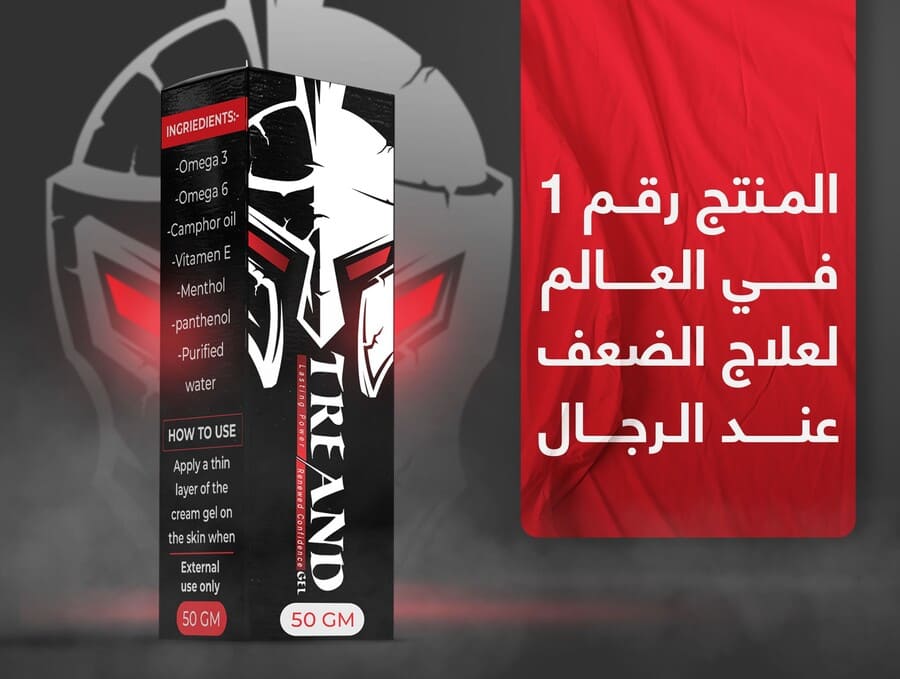 INGRIEDIENTS:-
-Omega 3
-Omega 6
-Camphor oil
-Vitamen E
-Menthol
-panthenol
-Purified
water
HOW TO USE
Apply a thin
layer of the
cream gel on
the skin when
External
use only
50 GM
TREAND
GEL
Lasting Power / Renewed Confidence
50 GM
المنتج رقم 1
في العالم
لعلاج الضعف
عند الرجال